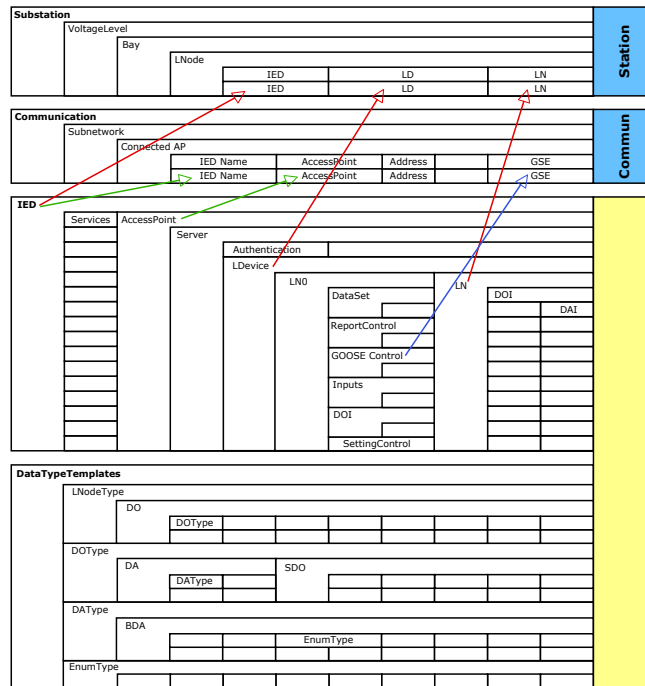 Substation
VoltageLevel
Bay
LNode
IED LD LN
IED LD LN
Station
Communication
Subnetwork
Connected AP
IED Name AccessPoint Address GSE
IED Name AccessPoint Address GSE
Commun
IED
Services AccessPoint
Server
Authentication
LDevice
LN0 LN
DataSet DOI
DAI
ReportControl
GOOSE Control
Inputs
DOI
SettingControl
DataTypeTemplates
LNodeType
DO
DOType
DOType
DA SDO
DAType
DAType
BDA
EnumType
EnumType